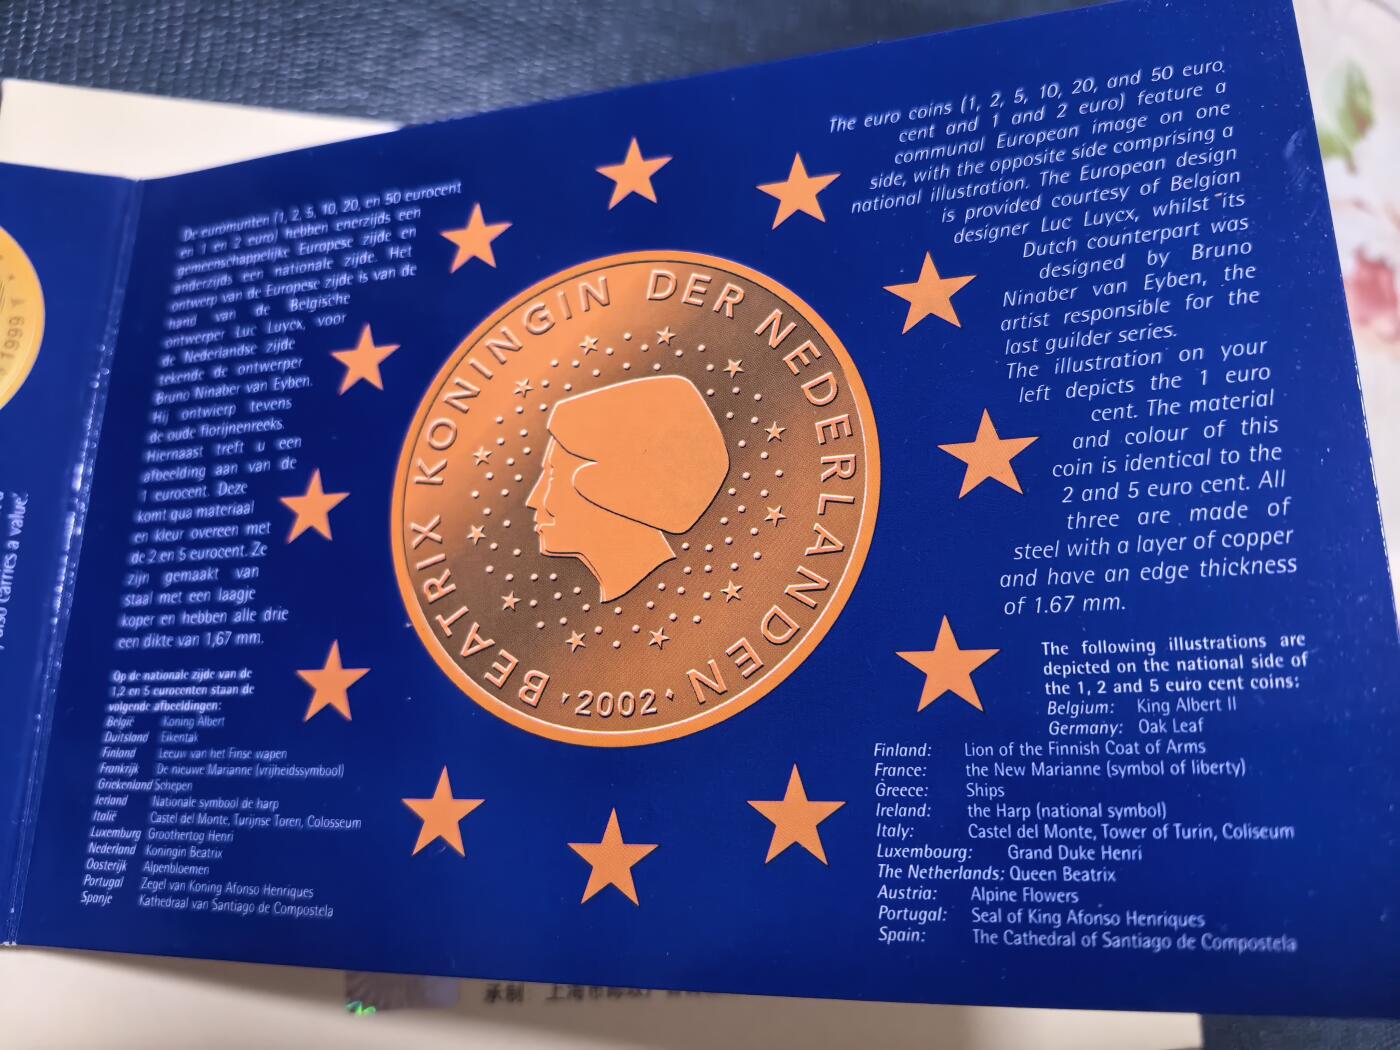 1999
also carries a value'.
De euromunten (1, 2, 5, 10, 20, en 50 eurocent
en 1 en 2 euro) hebben enerzijds een
gemeenschappelijke Europese zijde en
anderzijds een nationale zijde. Het
ontwerp van de Europese zijde is van de
hand van de Belgische
ontwerper Luc Luycx, voor
de Nederlandse zijde
tekende de ontwerper
Bruno Ninaber van Eyben.
Hij ontwierp tevens
de oude florijnenreeks.
Hiernaast treft u een
afbeelding aan van de
1 eurocent. Deze
komt qua materiaal
en kleur overeen met
de 2 en 5 eurocent. Ze
zijn gemaakt van
staal met een laagje
koper en hebben alle drie
een dikte van 1,67 mm.
Op de nationale zijde van de
1,2 en 5 eurocenten staan de
volgende afbeeldingen:
België Koning Albert
Duitsland Eikentak
Finland Leeuw van het Finse wapen
Frankrijk De nieuwe Marianne (vrijheidssymbool)
Griekenland Schepen
Ierland Nationale symbool de harp
Italië Castel del Monte, Turijnse Toren, Colosseum
Luxemburg Groothertog Henri
Nederland Koningin Beatrix
Oosterijk Alpenbloemen
Portugal Zegel van Koning Afonso Henriques
Spanje Kathedraal van Santiago de Compostela
BEATRIX KONINGIN DER NEDERLANDEN
2002
The euro coins (1, 2, 5, 10, 20, and 50 euro
cent and 1 and 2 euro) feature a
communal European image on one
side, with the opposite side comprising a
national illustration. The European design
is provided courtesy of Belgian
designer Luc Luycx, whilst its
Dutch counterpart was
designed by Bruno
Ninaber van Eyben, the
artist responsible for the
last guilder series.
The illustration on your
left depicts the 1 euro
cent. The material
and colour of this
coin is identical to the
2 and 5 euro cent. All
three are made of
steel with a layer of copper
and have an edge thickness
of 1.67 mm.
The following illustrations are
depicted on the national side of
the 1, 2 and 5 euro cent coins:
Belgium: King Albert II
Germany: Oak Leaf
Finland: Lion of the Finnish Coat of Arms
France: the New Marianne (symbol of liberty)
Greece: Ships
Ireland: the Harp (national symbol)
Italy: Castel del Monte, Tower of Turin, Coliseum
Luxembourg: Grand Duke Henri
The Netherlands: Queen Beatrix
Austria: Alpine Flowers
Portugal: Seal of King Afonso Henriques
Spain: The Cathedral of Santiago de Compostela
承制 上海市